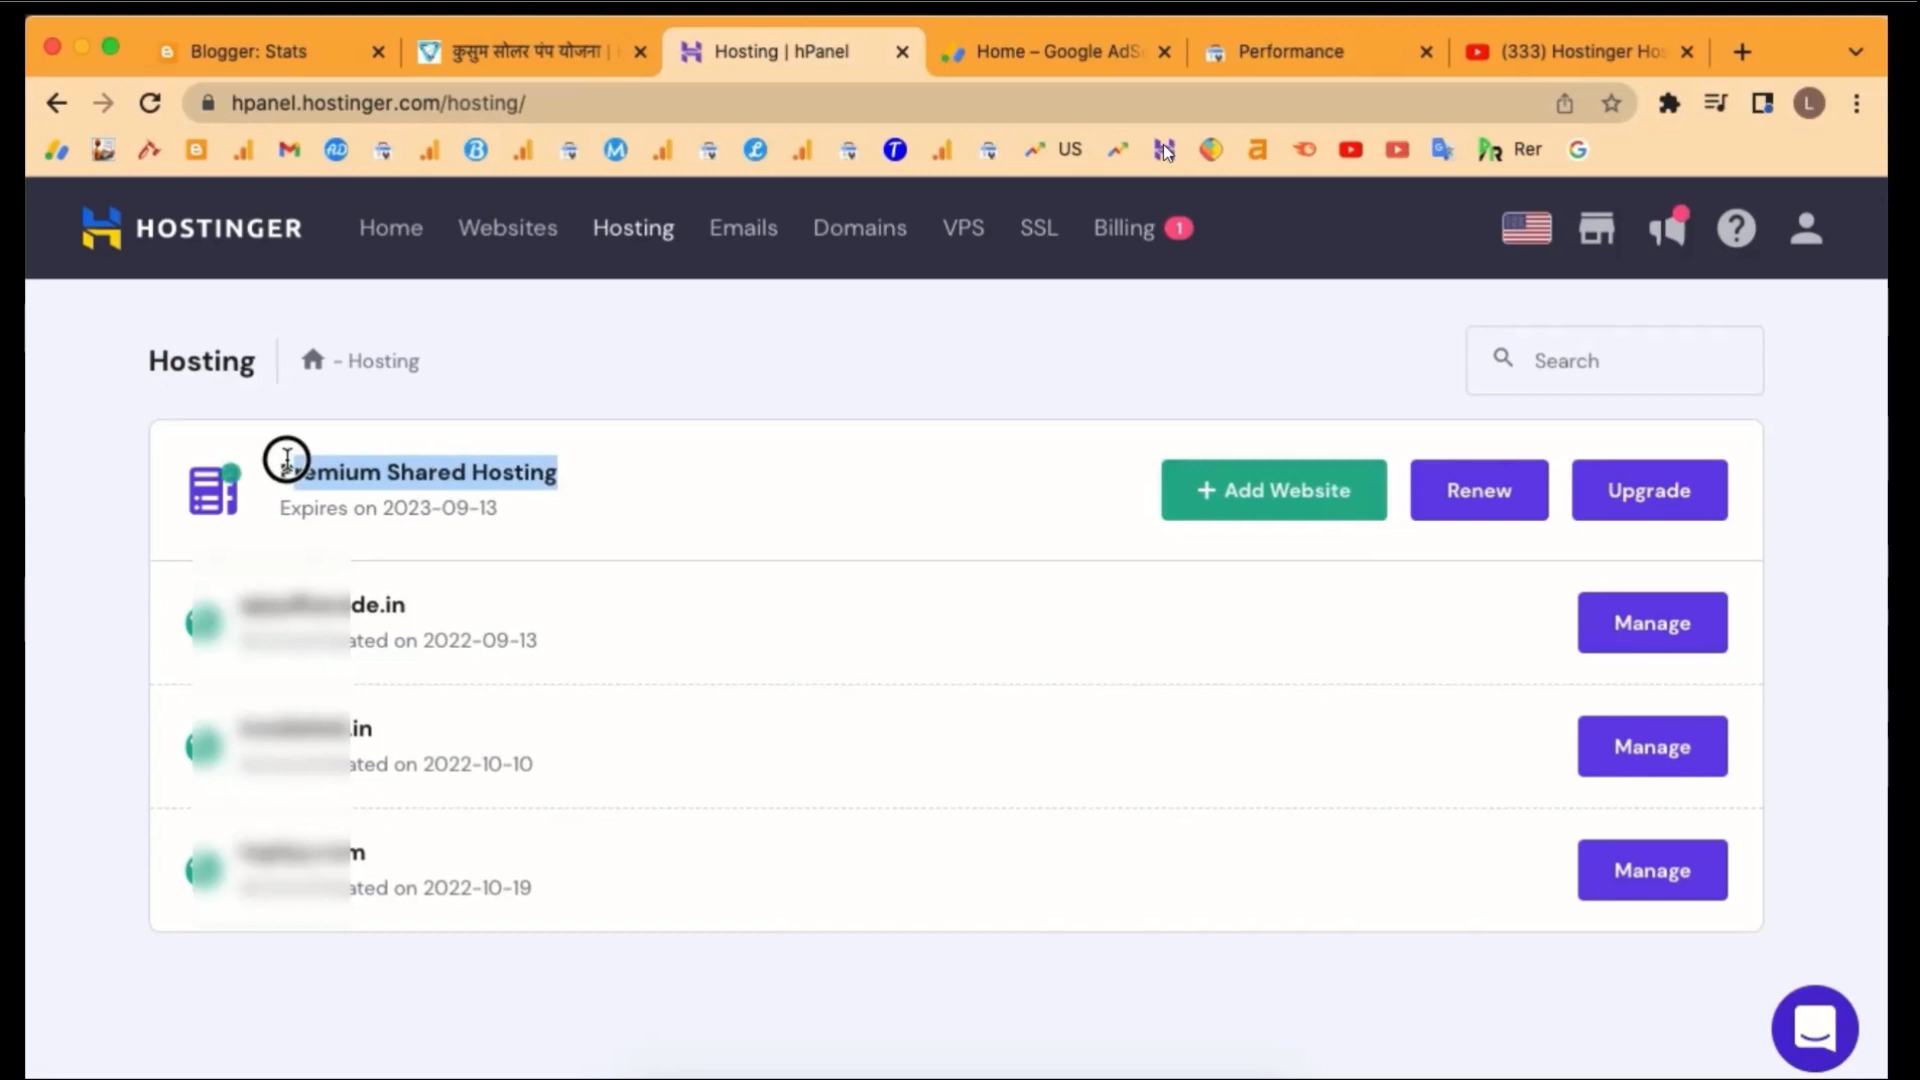 Blogger: Stats
कुसुम सोलर पंप योजना |
Hosting | hPanel
Home – Google AdS
Performance
(333) Hostinger Hos
hpanel.hostinger.com/hosting/
L
US
Rer
HOSTINGER
Home
Websites
Hosting
Emails
Domains
VPS
SSL
Billing 1
Hosting
- Hosting
Search
Premium Shared Hosting
Expires on 2023-09-13
+ Add Website
Renew
Upgrade
de.in
ated on 2022-09-13
Manage
.in
ated on 2022-10-10
Manage
m
ated on 2022-10-19
Manage